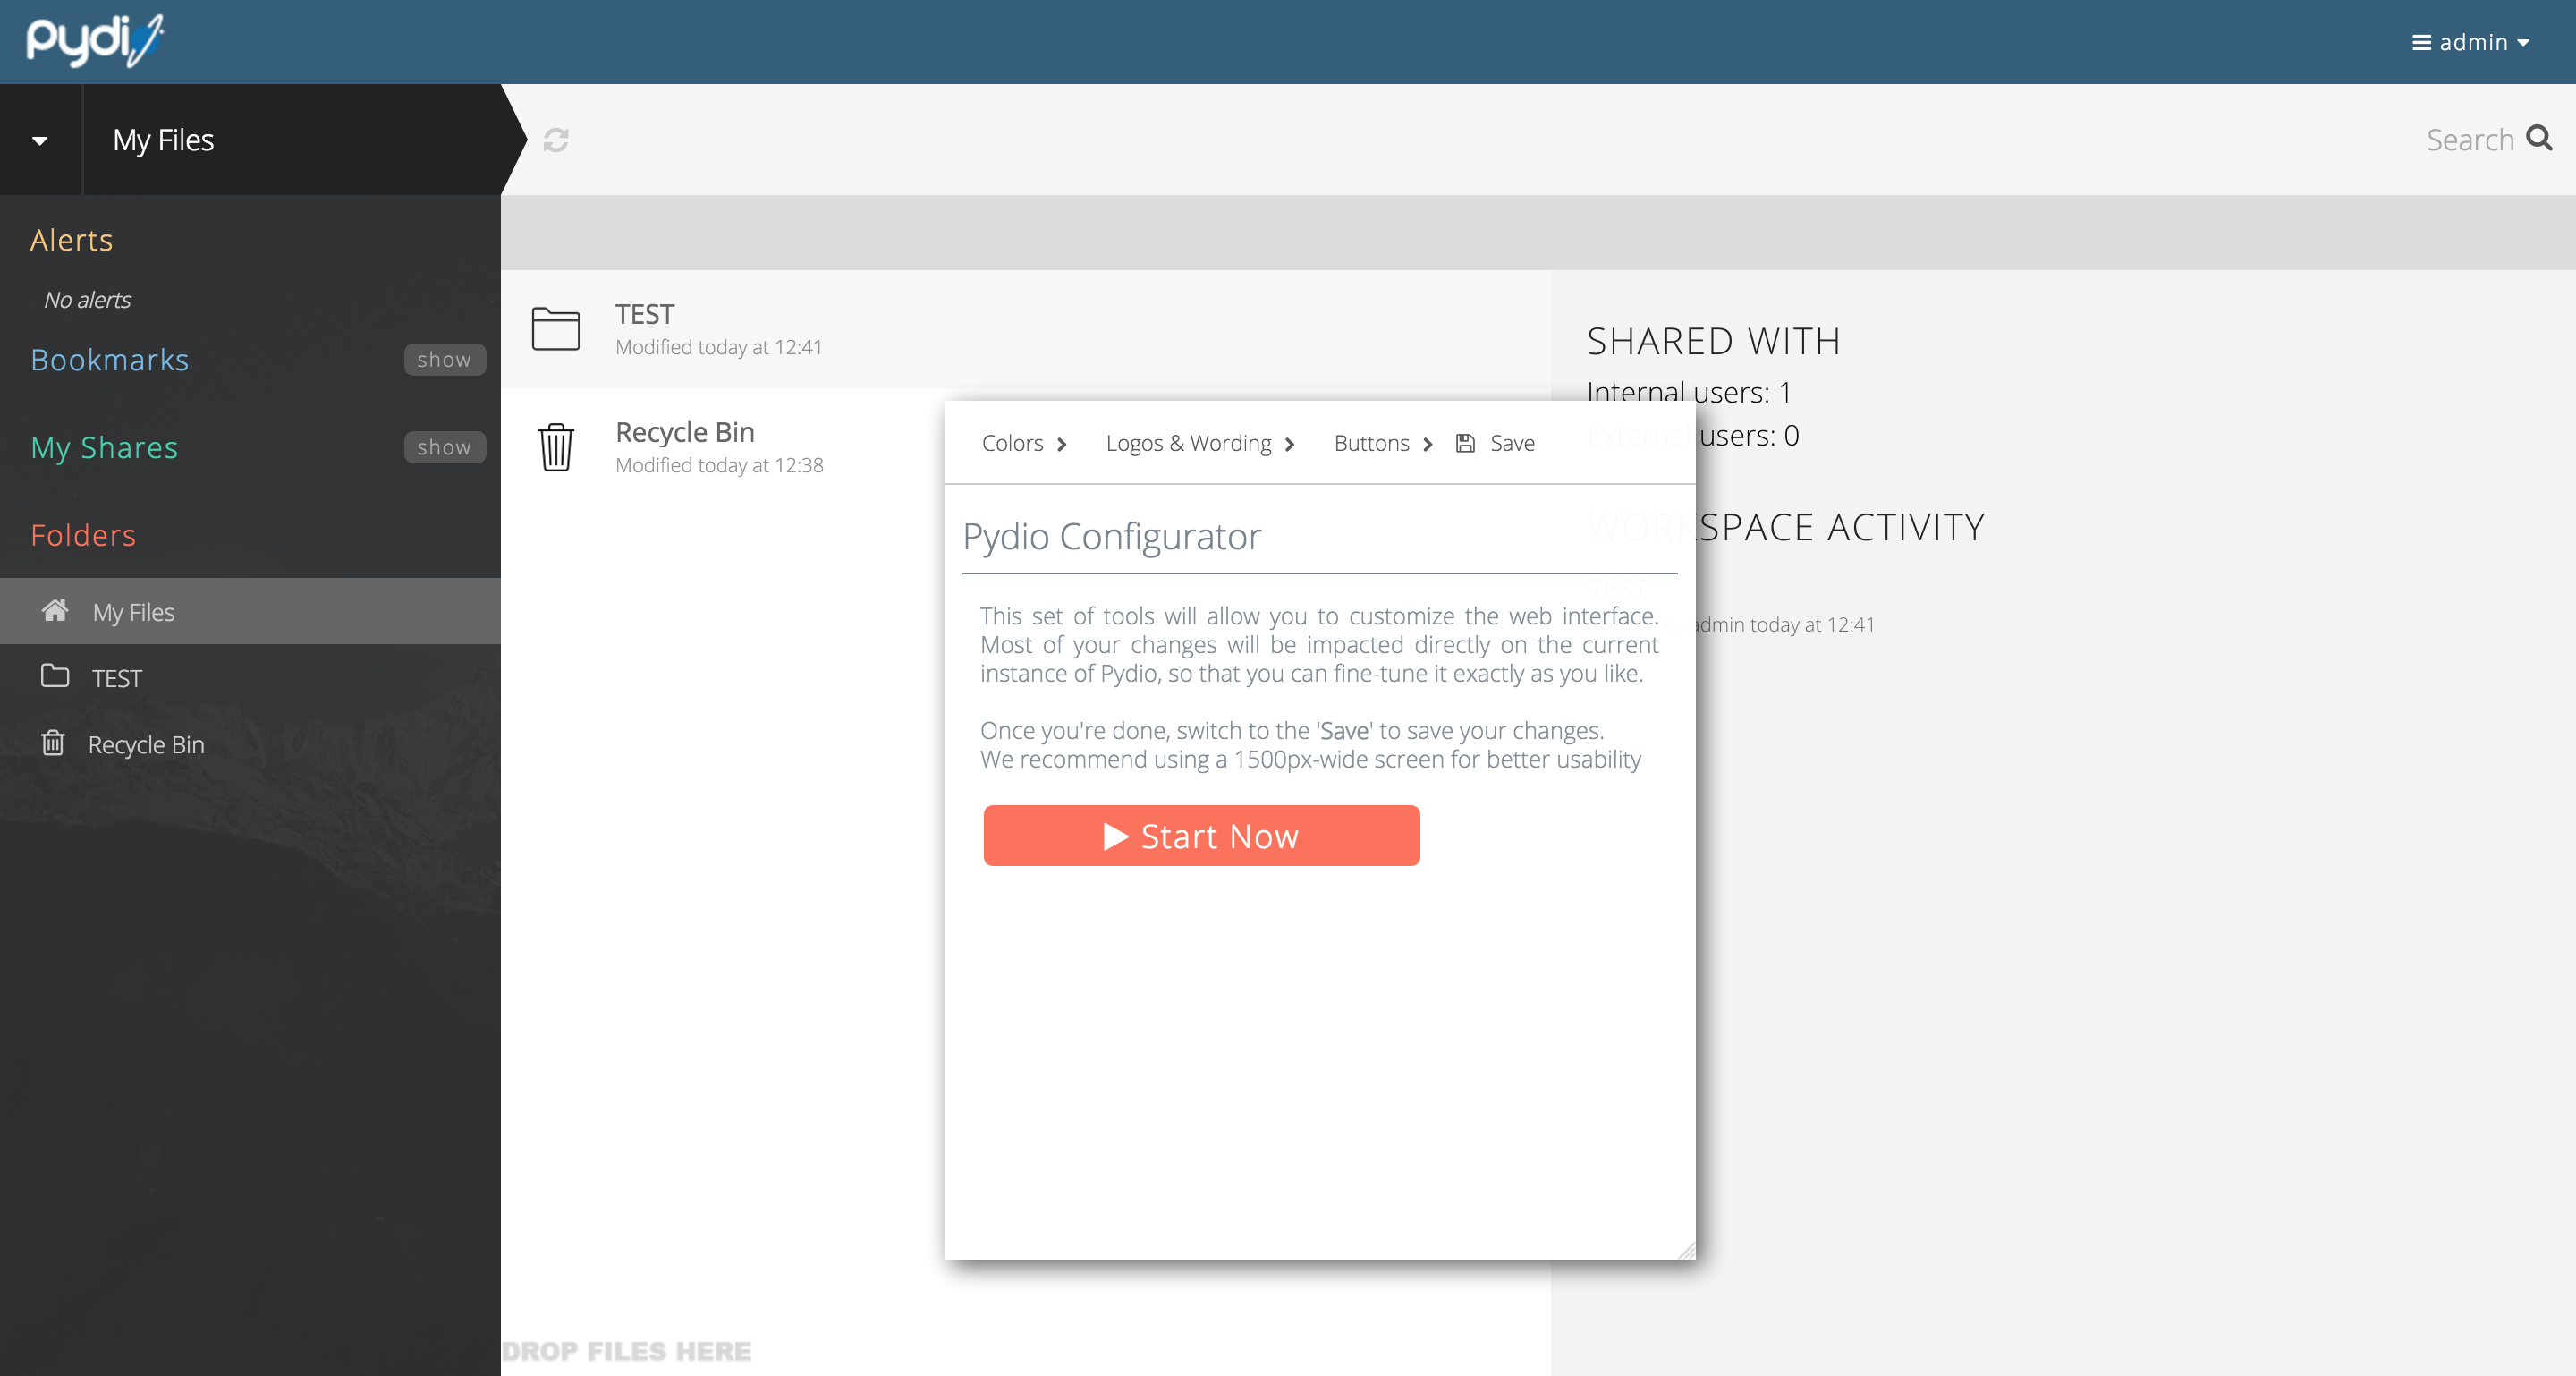 pydio
admin
My Files
Search
Alerts
No alerts
Bookmarks
show
My Shares
show
Folders
My Files
TEST
Recycle Bin
TEST
Modified today at 12:41
Recycle Bin
Modified today at 12:38
DROP FILES HERE
SHARED WITH
Internal users: 1
External users: 0
WORKSPACE ACTIVITY
TEST
admin today at 12:41
Colors
Logos & Wording
Buttons
Save
Pydio Configurator
This set of tools will allow you to customize the web interface.
Most of your changes will be impacted directly on the current
instance of Pydio, so that you can fine-tune it exactly as you like.
Once you're done, switch to the 'Save' to save your changes.
We recommend using a 1500px-wide screen for better usability
Start Now